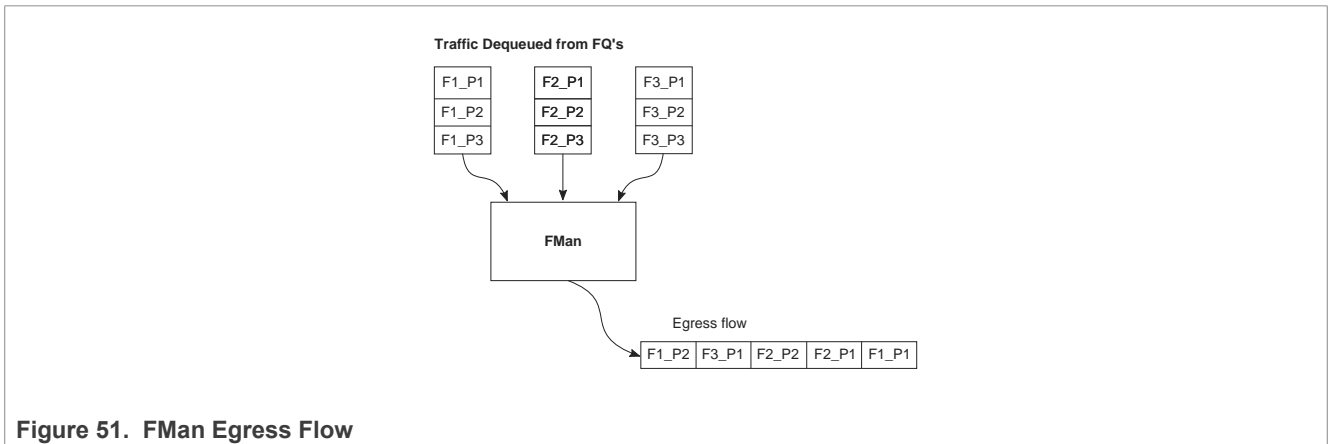 Traffic Dequeued from FQ's
F1_P1 F2_P1 F3_P1
F1_P2 F2_P2 F3_P2
F1_P3 F2_P3 F3_P3
FMan
Egress flow
F1_P2 F3_P1 F2_P2 F2_P1 F1_P1
Figure 51. FMan Egress Flow